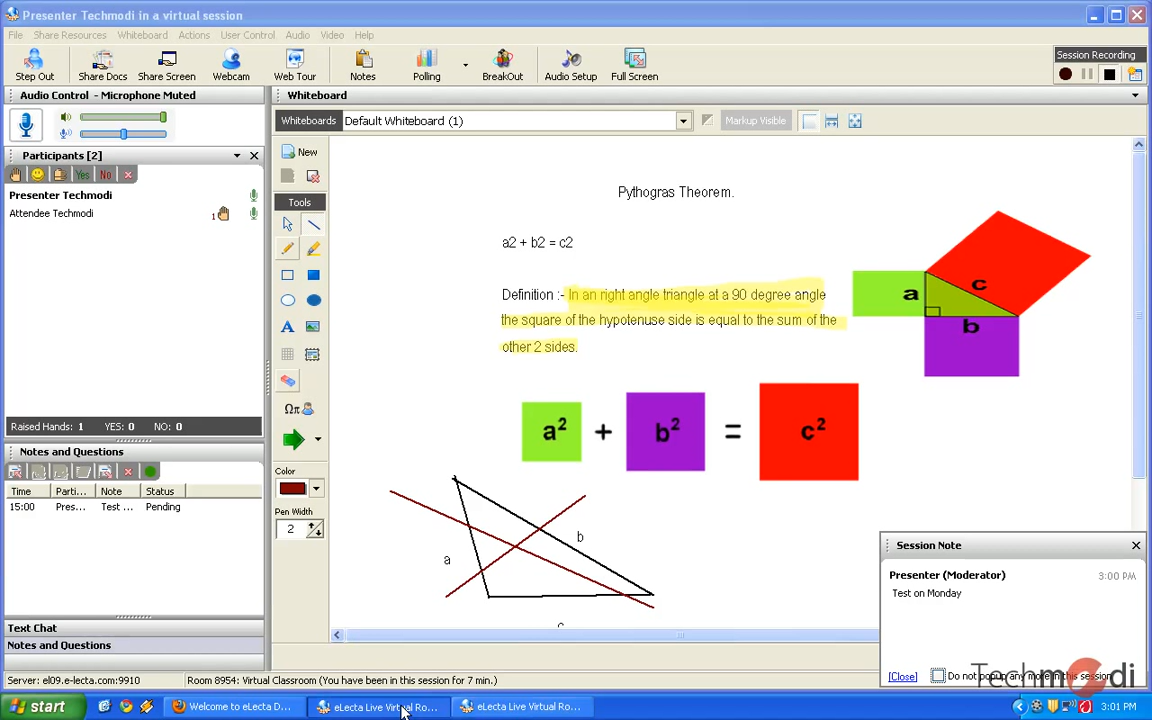 Presenter Techmodi in a virtual session
File Share Resources Whiteboard Actions User Control Audio Video Help
Step Out Share Docs Share Screen Webcam Web Tour Notes Polling BreakOut Audio Setup Full Screen
Session Recording
Audio Control - Microphone Muted
Whiteboard
Whiteboards Default Whiteboard (1) Markup Visible
Participants [2]
Yes No
Presenter Techmodi
Attendee Techmodi 1
New
Tools
A
Ωπ
Color
Pen Width
2
Pythogras Theorem.
a2 + b2 = c2
Definition :- In an right angle triangle at a 90 degree angle
the square of the hypotenuse side is equal to the sum of the
other 2 sides.
a c
b
a² + b² = c²
b
a
Raised Hands: 1 YES: 0 NO: 0
Notes and Questions
Time Parti... Note Status
15:00 Pres... Test ... Pending
Text Chat
Notes and Questions
Session Note
Presenter (Moderator) 3:00 PM
Test on Monday
[Close] Do not popup any more in this session
Techmodi
Server: el09.e-lecta.com:9910 Room 8954: Virtual Classroom (You have been in this session for 7 min.)
start Welcome to eLecta D... eLecta Live Virtual Ro... eLecta Live Virtual Ro... 3:01 PM